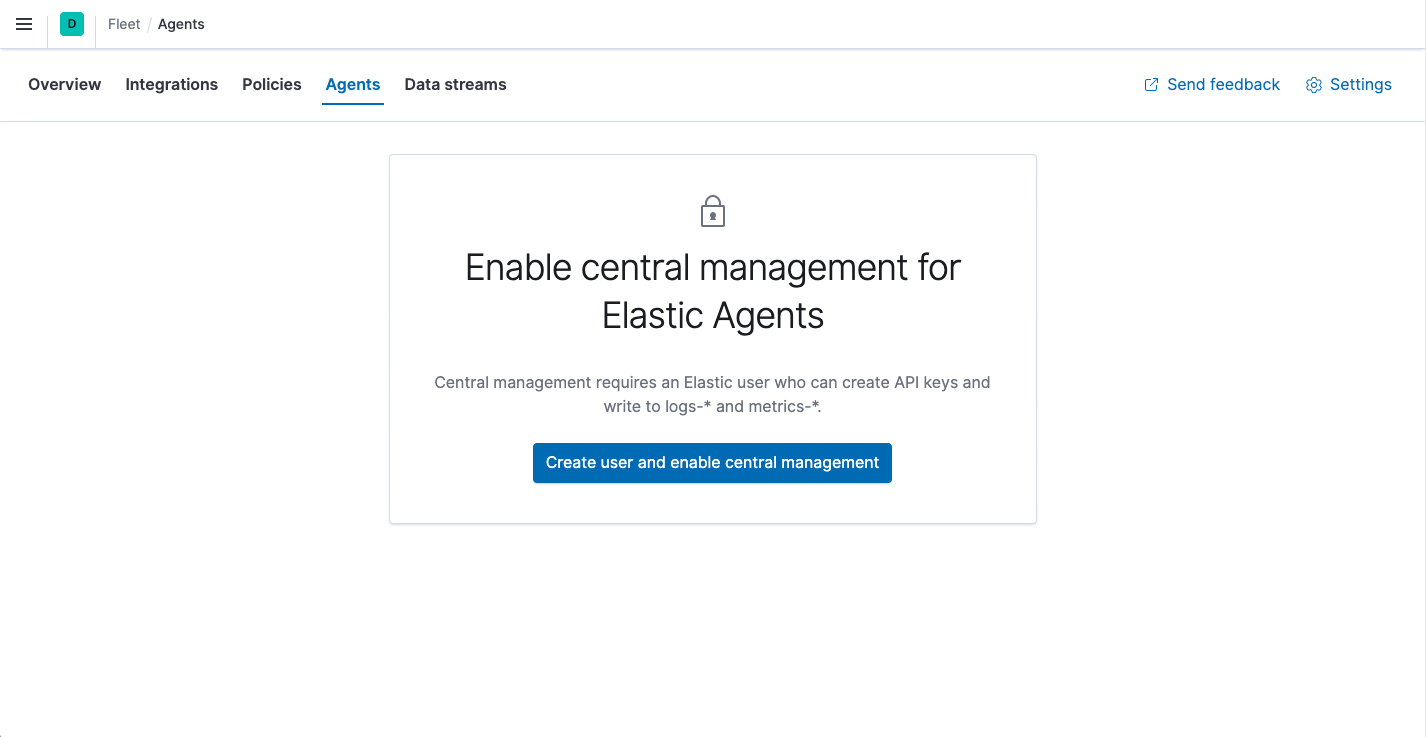 D Fleet / Agents
Overview Integrations Policies Agents Data streams Send feedback Settings
Enable central management for
Elastic Agents
Central management requires an Elastic user who can create API keys and
write to logs-* and metrics-*.
Create user and enable central management